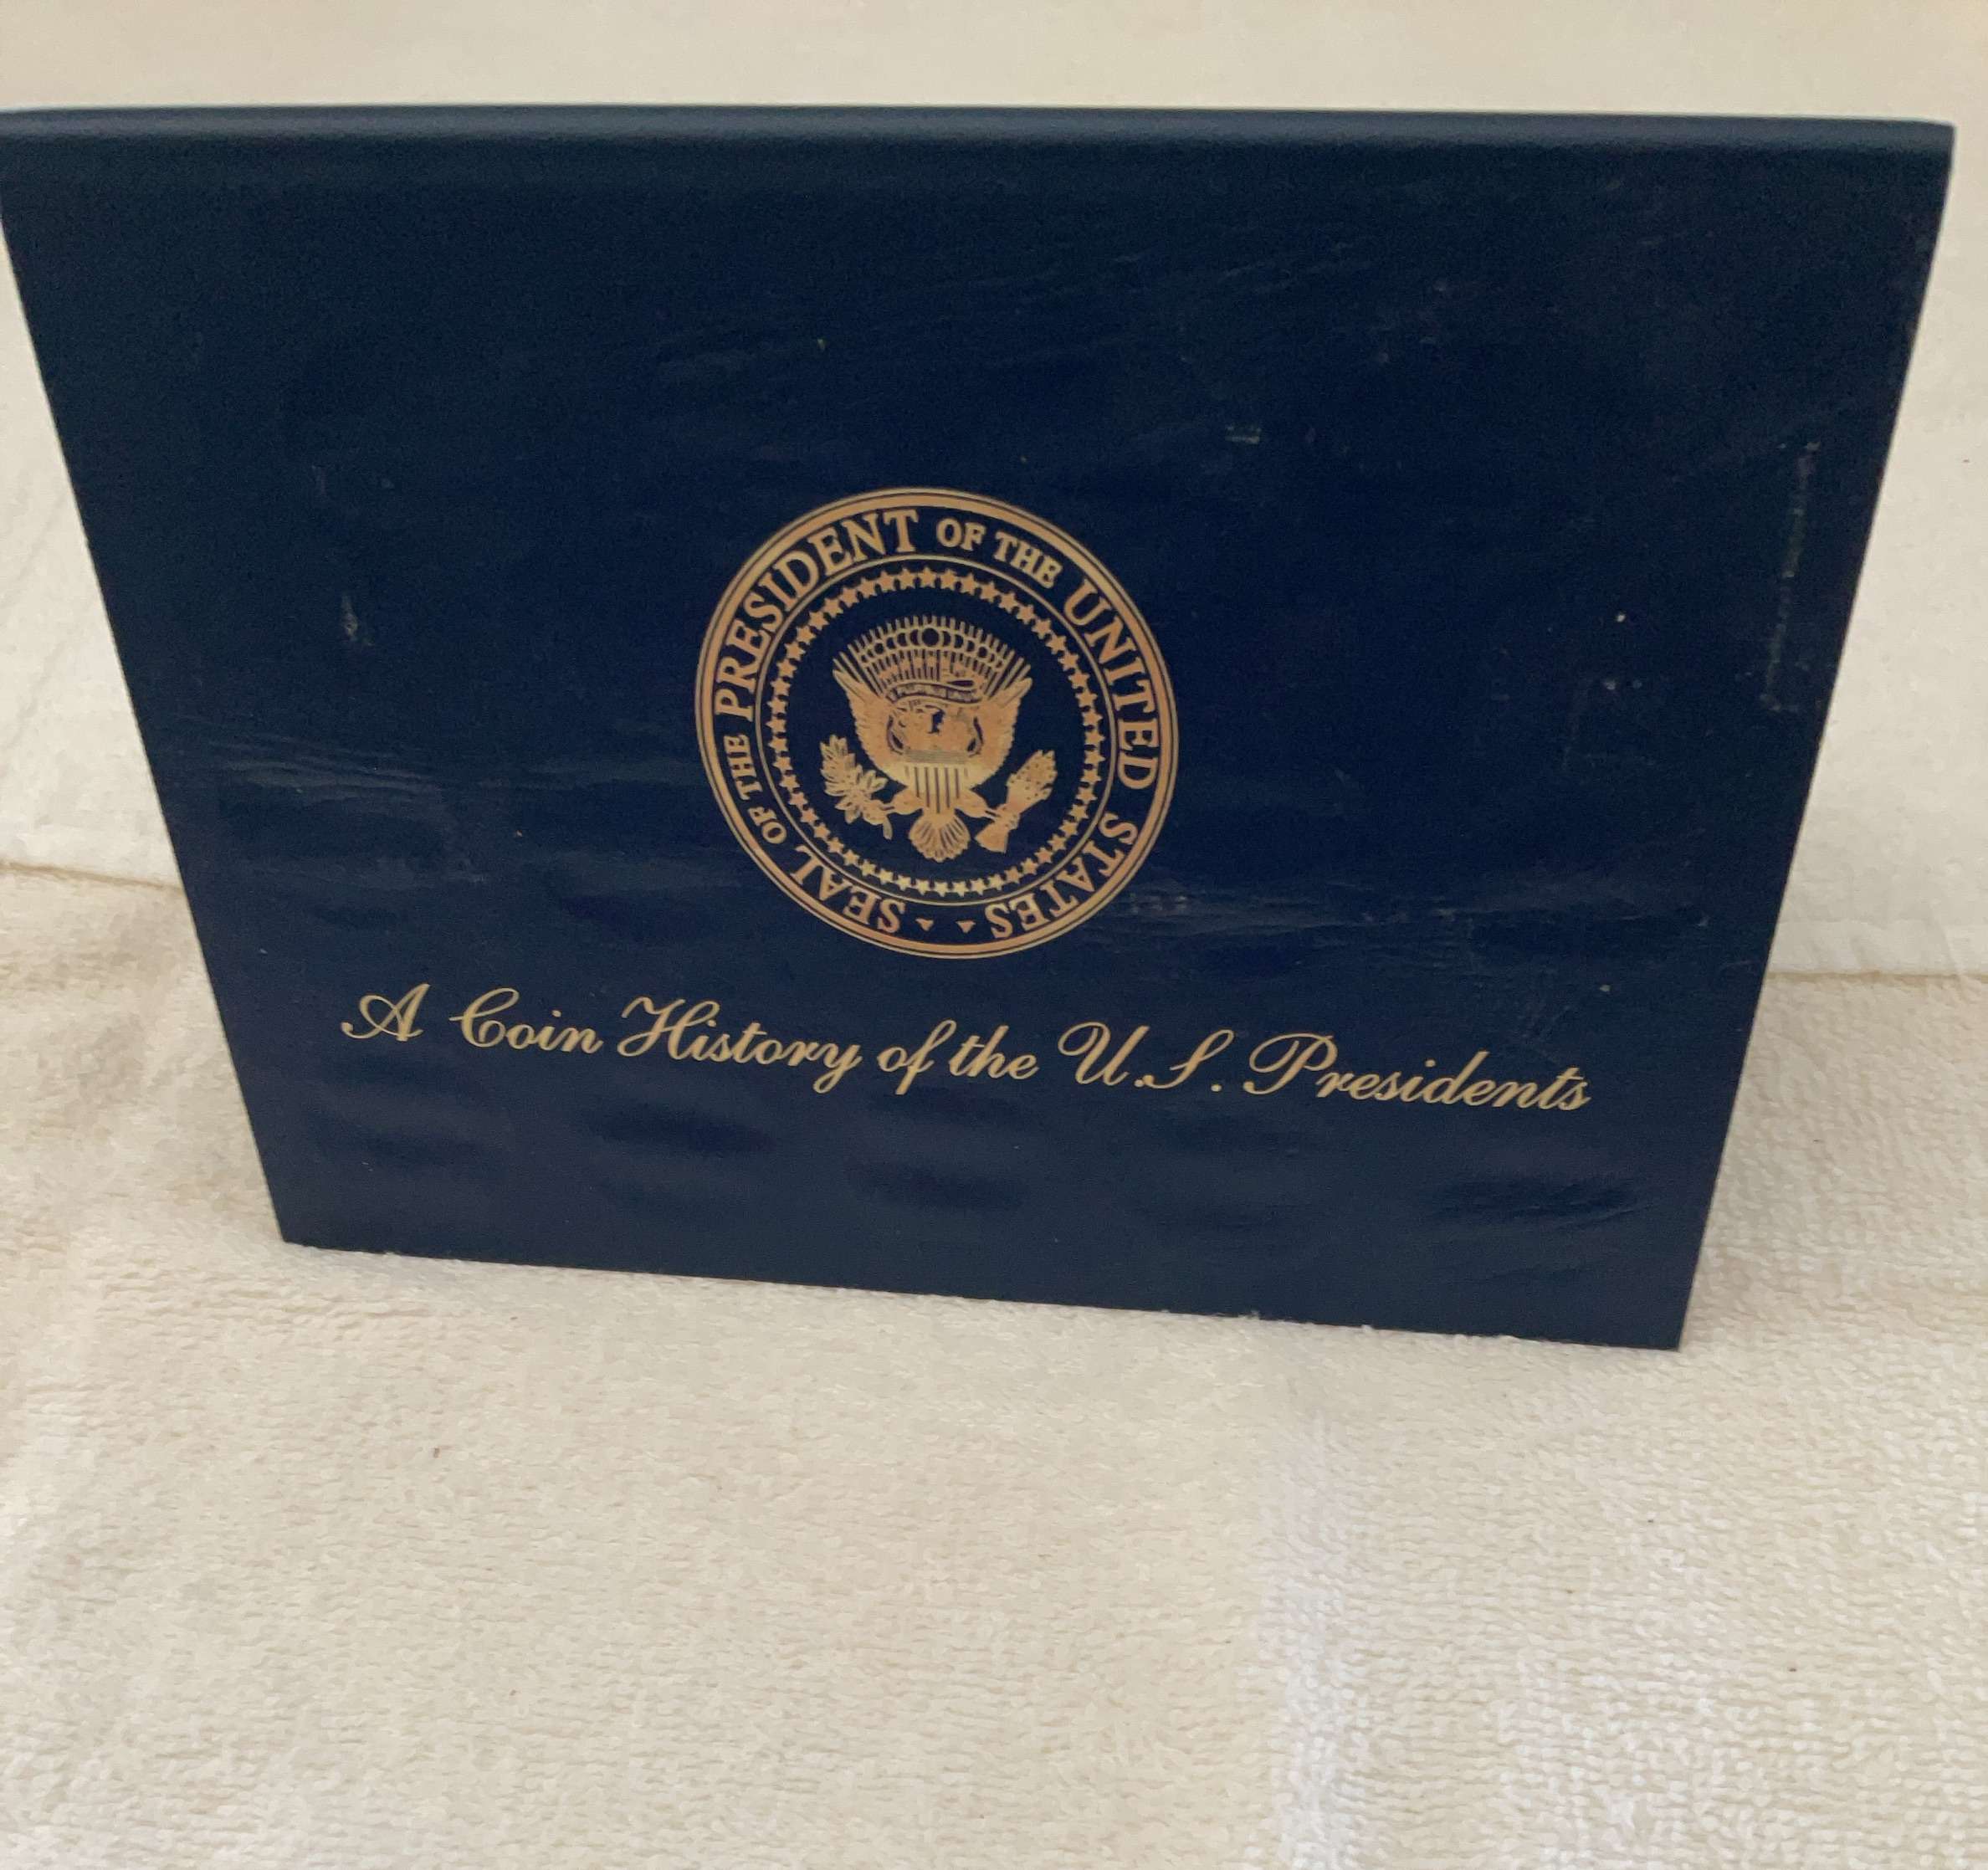 SEAL OF THE PRESIDENT OF THE UNITED STATES
A Coin History of the U.S. Presidents